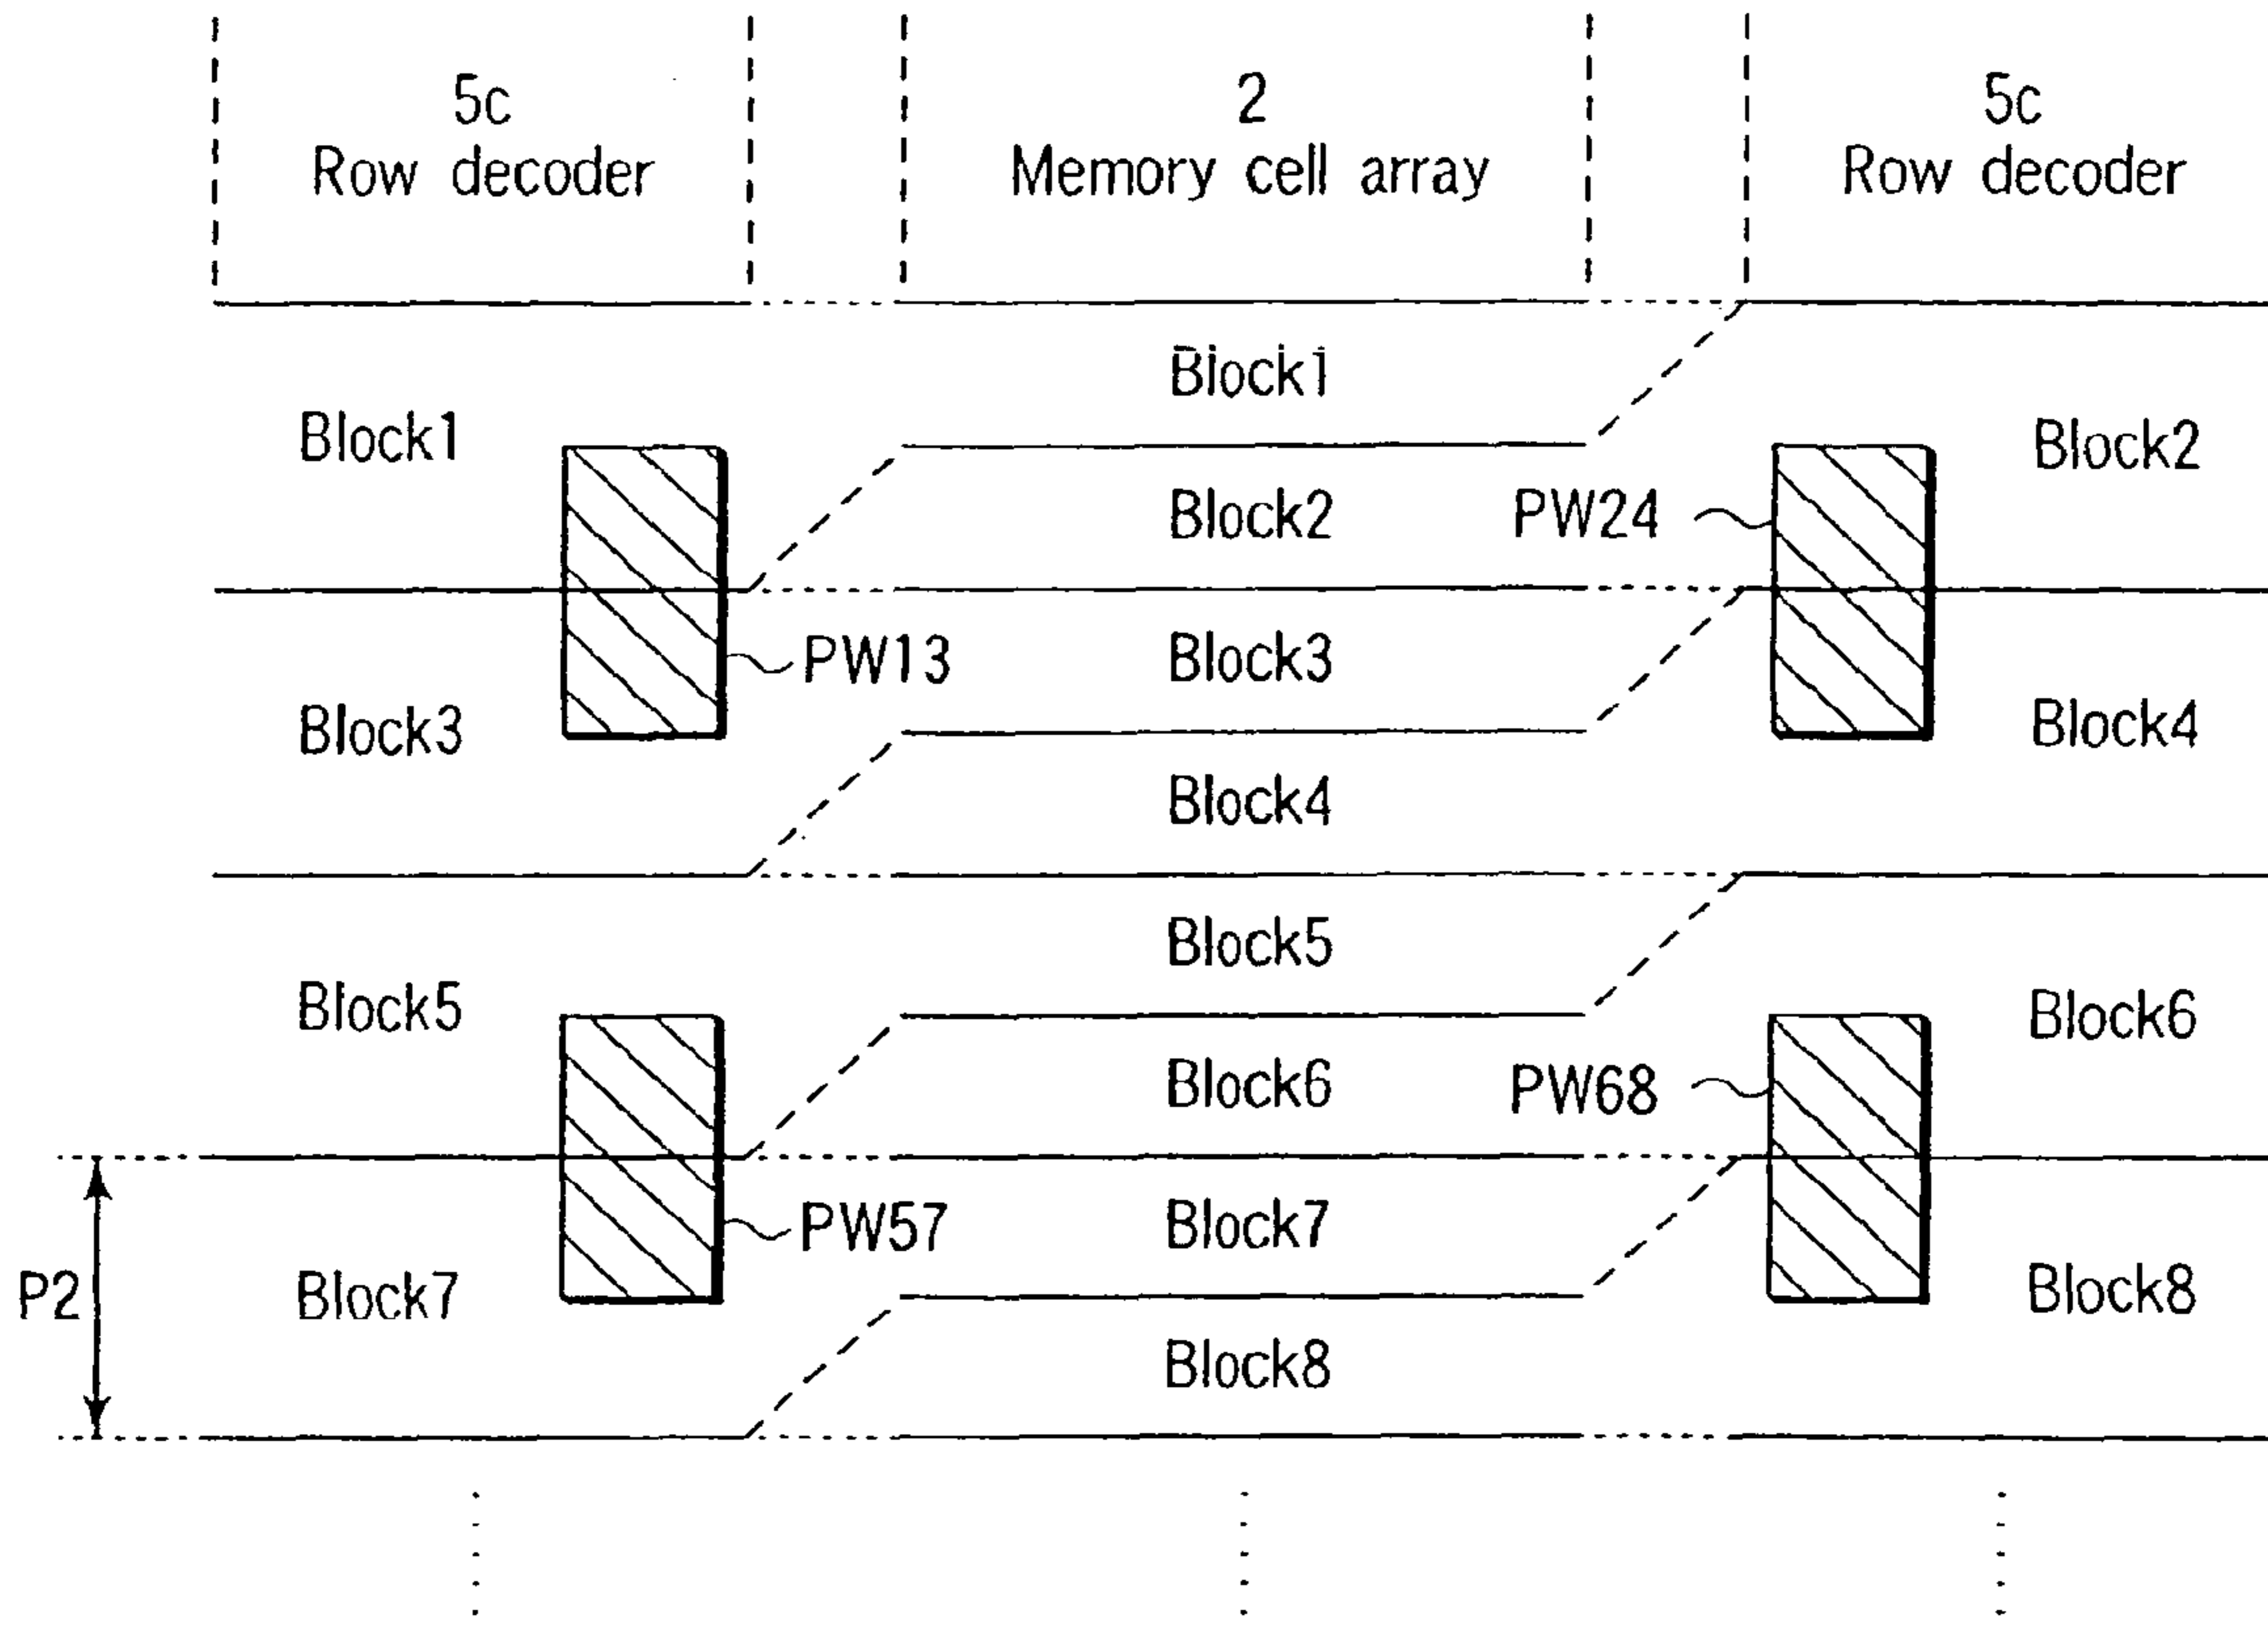 5c
Row decoder
2
Memory cell array
5c
Row decoder
Block1
Block1
Block2
Block2
PW24
PW13
Block3
Block3
Block4
Block4
Block5
Block5
Block6
Block6
PW68
PW57
Block7
P2
Block7
Block8
Block8